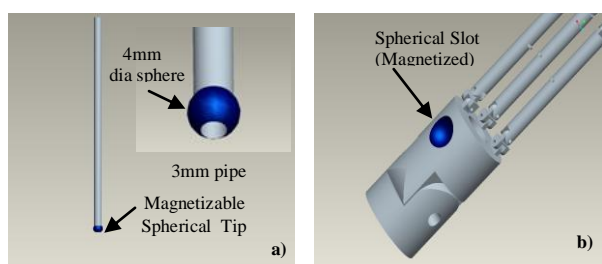 4mm
dia sphere
3mm pipe
Magnetizable
Spherical Tip
a)
Spherical Slot
(Magnetized)
b)